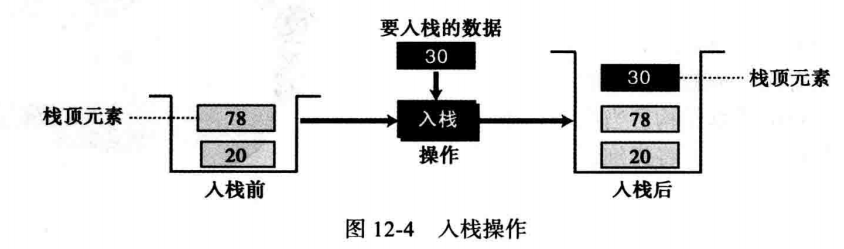 要入栈的数据
30
30
栈顶元素
栈顶元素
78
入栈
78
20
操作
20
入栈前
入栈后
图 12-4 入栈操作